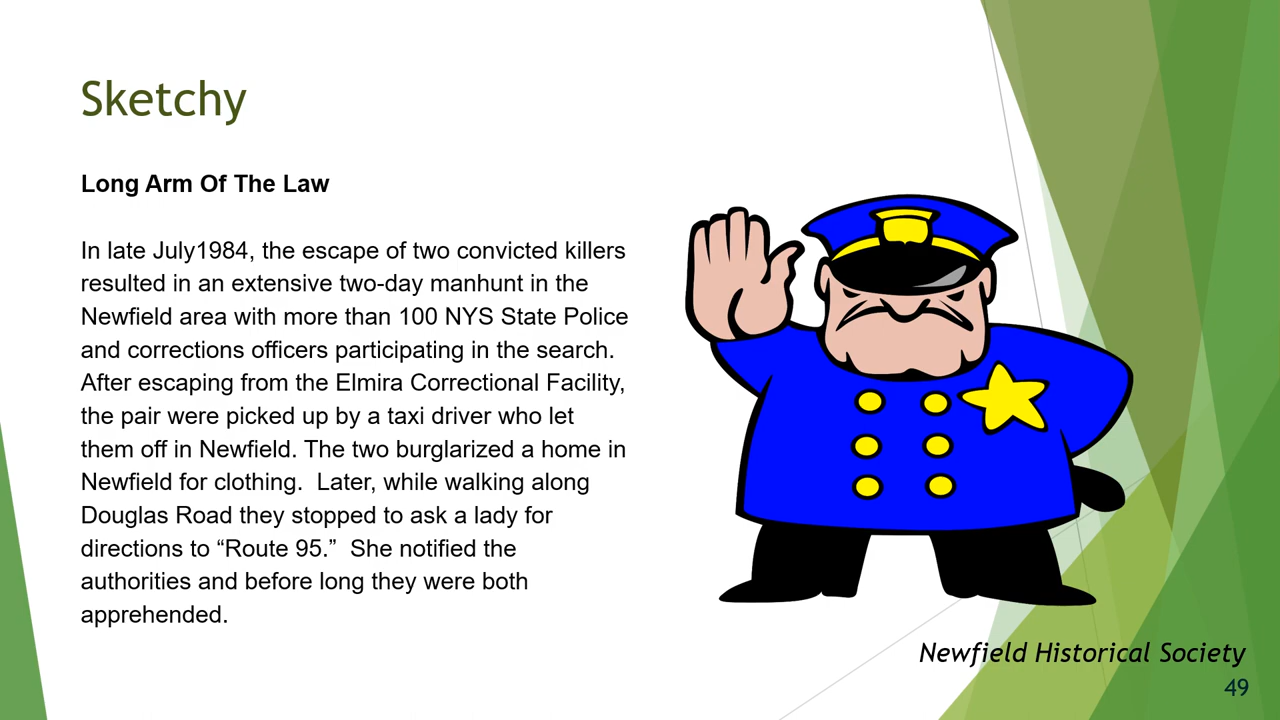 Sketchy
Long Arm Of The Law
In late July1984, the escape of two convicted killers
resulted in an extensive two-day manhunt in the
Newfield area with more than 100 NYS State Police
and corrections officers participating in the search.
After escaping from the Elmira Correctional Facility,
the pair were picked up by a taxi driver who let
them off in Newfield. The two burglarized a home in
Newfield for clothing.  Later, while walking along
Douglas Road they stopped to ask a lady for
directions to “Route 95.”  She notified the
authorities and before long they were both
apprehended.
Newfield Historical Society
49